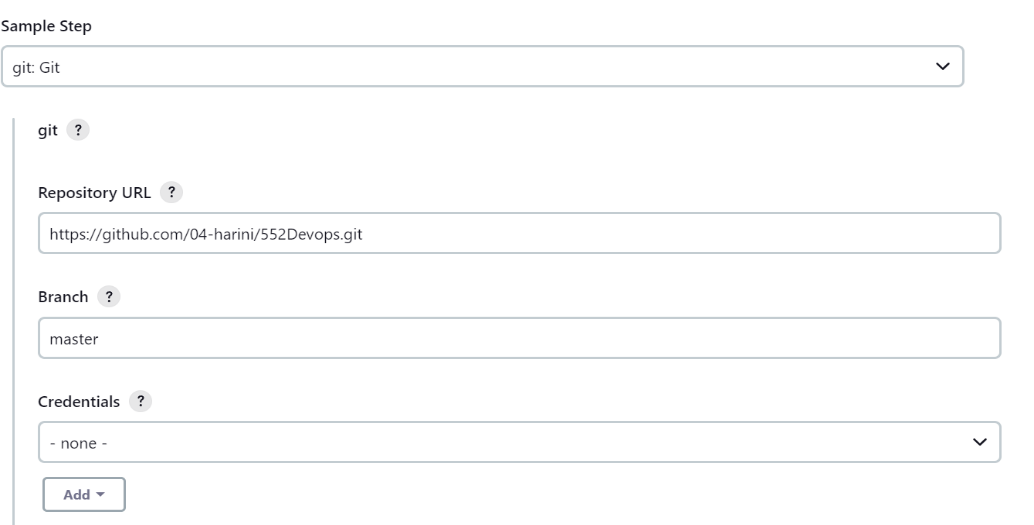 Sample Step
git: Git
git ?
Repository URL ?
https://github.com/04-harini/552Devops.git
Branch ?
master
Credentials ?
- none -
Add